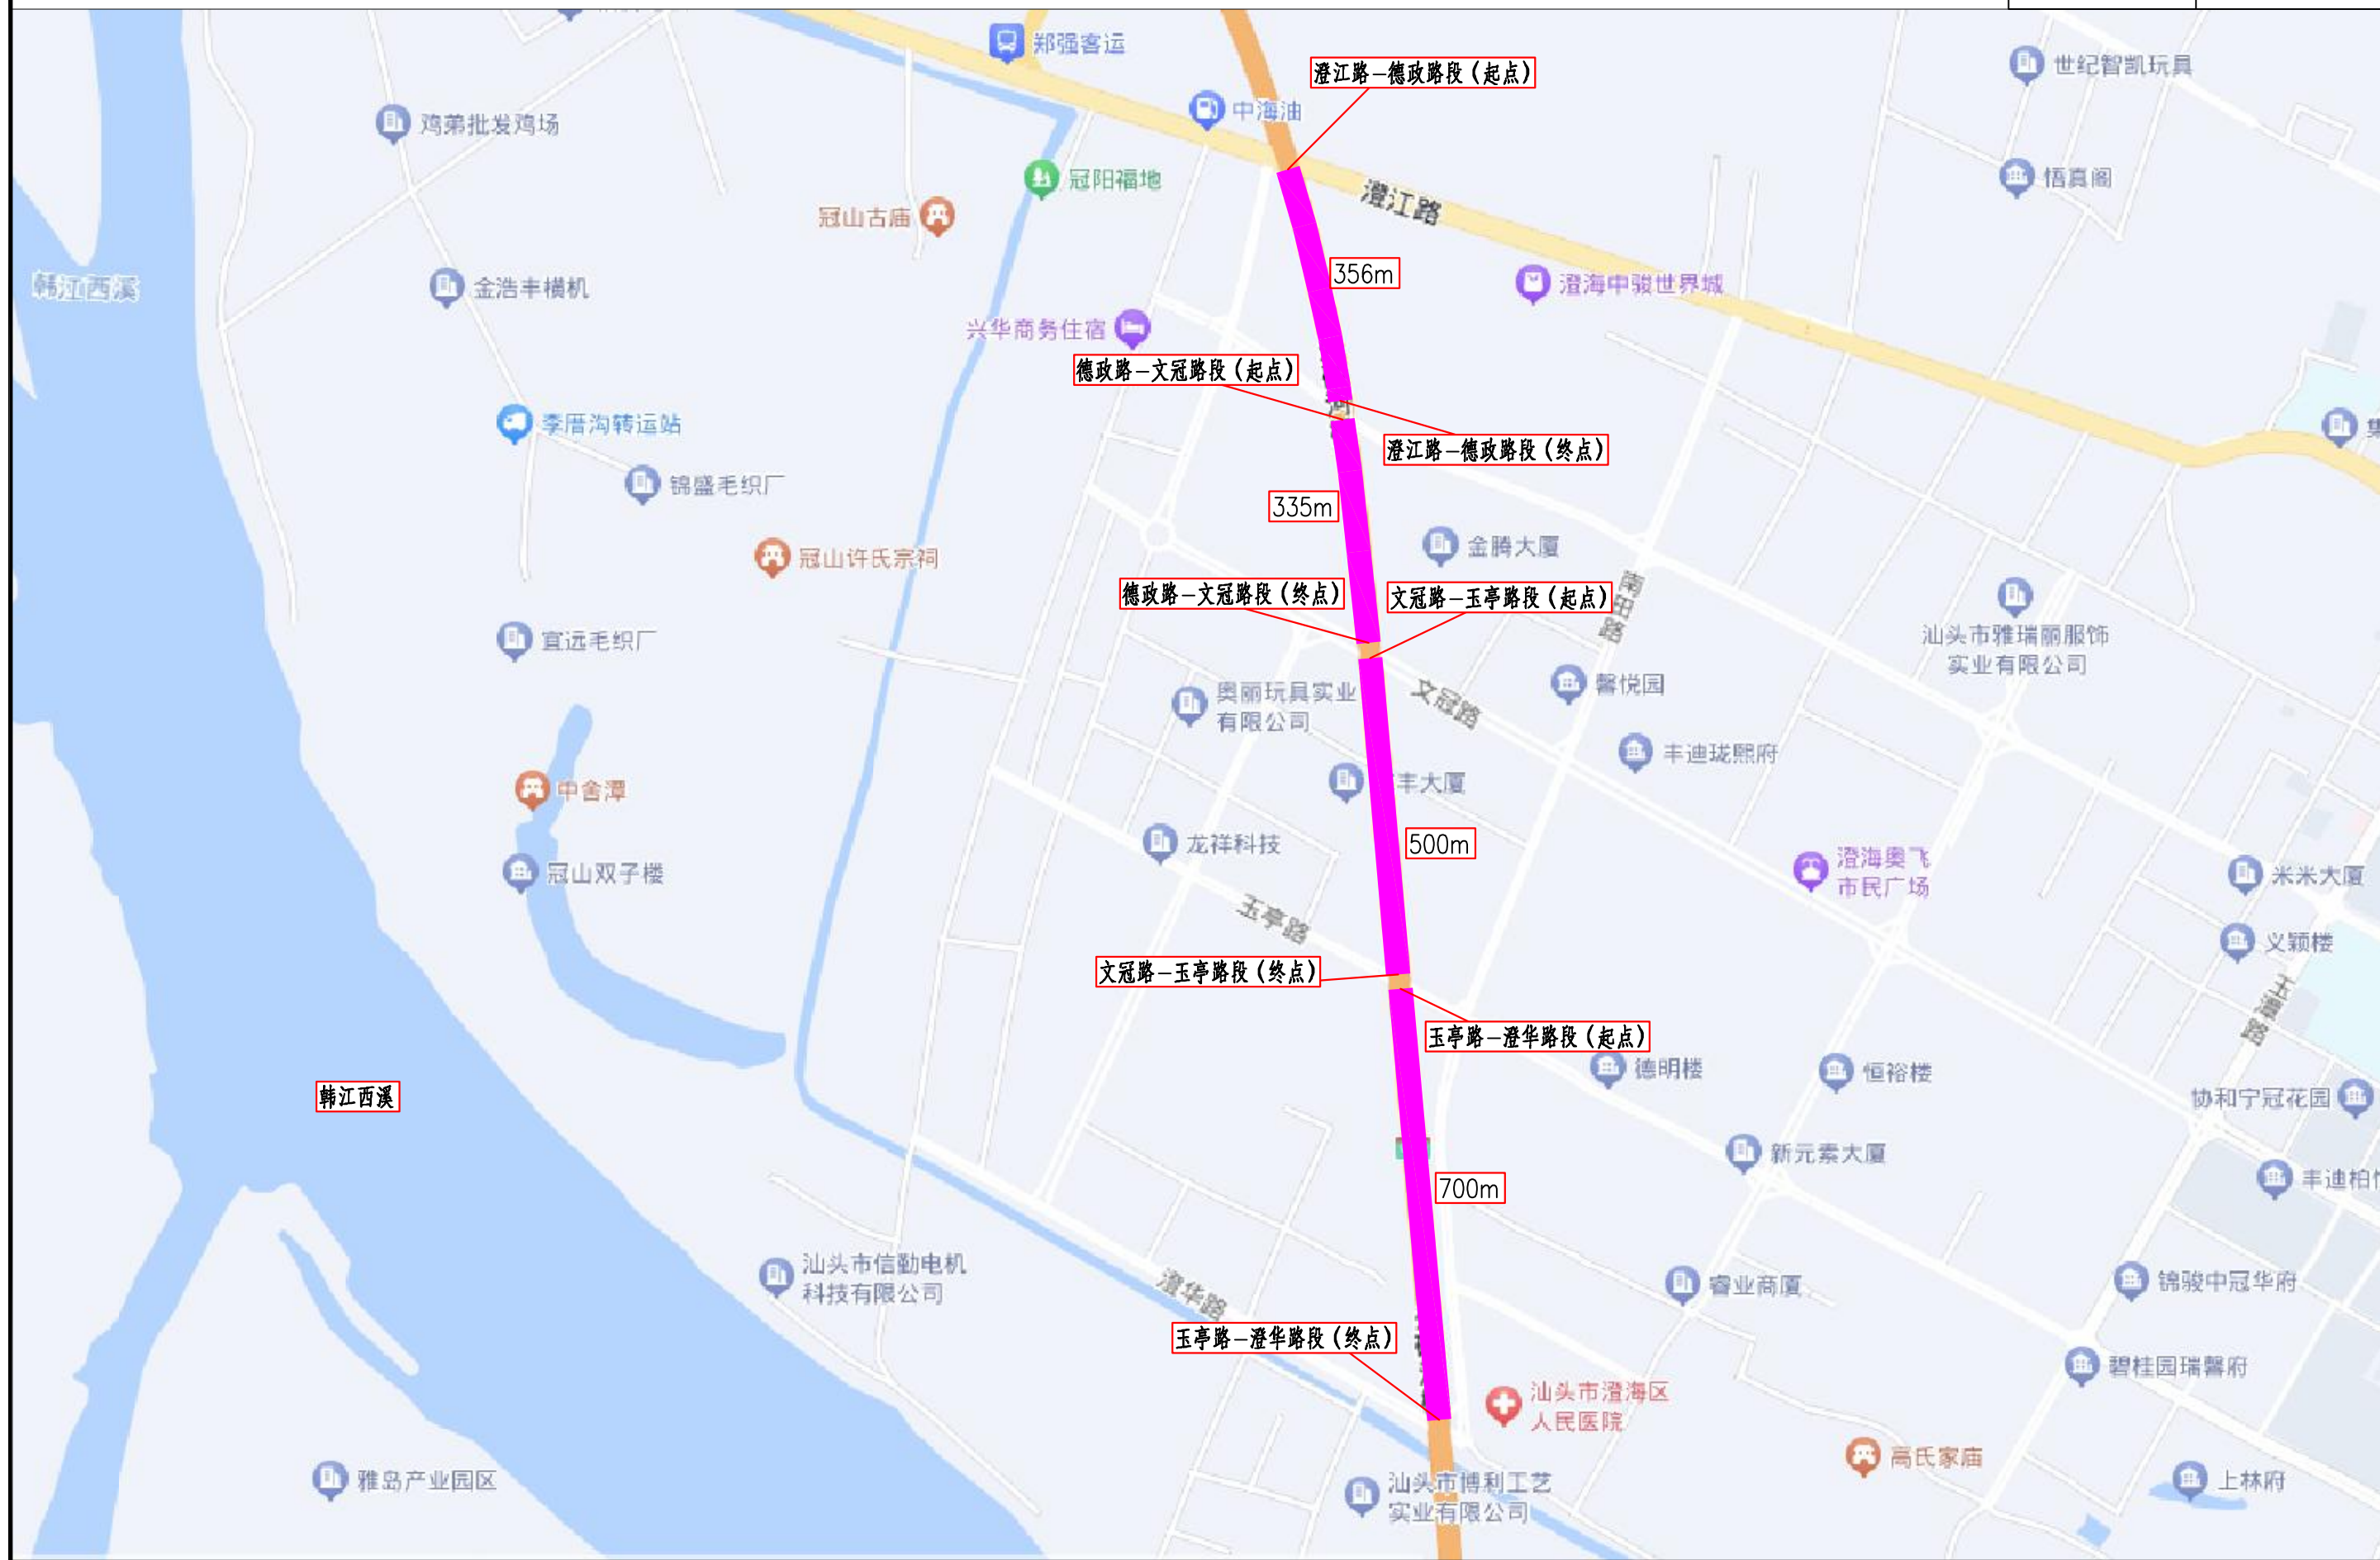 郑强客运
澄江路—德政路段（起点）
世纪智凯玩具
鸡弟批发鸡场
中海油
冠阳福地
悟真阁
冠山古庙
澄江路
韩江西溪
金浩丰横机
356m
澄海中骏世界城
兴华商务住宿
德政路—文冠路段（起点）
河
李厝沟转运站
集
澄江路—德政路段（终点）
锦盛毛织厂
335m
金腾大厦
冠山许氏宗祠
德政路—文冠路段（终点）
文冠路—玉亭路段（起点）
南田路
汕头市雅瑞丽服饰
实业有限公司
宜远毛织厂
奥丽玩具实业
有限公司
文冠路
馨悦园
丰迪珑熙府
中舍潭
丰大厦
龙祥科技
500m
冠山双子楼
澄海奥飞
市民广场
米米大厦
玉亭路
义颖楼
文冠路—玉亭路段（终点）
玉潭路
玉亭路—澄华路段（起点）
德明楼
恒裕楼
韩江西溪
协和宁冠花园
新元素大厦
700m
丰迪柏
汕头市信勤电机
科技有限公司
澄华路
睿业商厦
锦骏中冠华府
玉亭路—澄华路段（终点）
碧桂园瑞馨府
汕头市澄海区
人民医院
高氏家庙
雅岛产业园区
汕头市博利工艺
实业有限公司
上林府